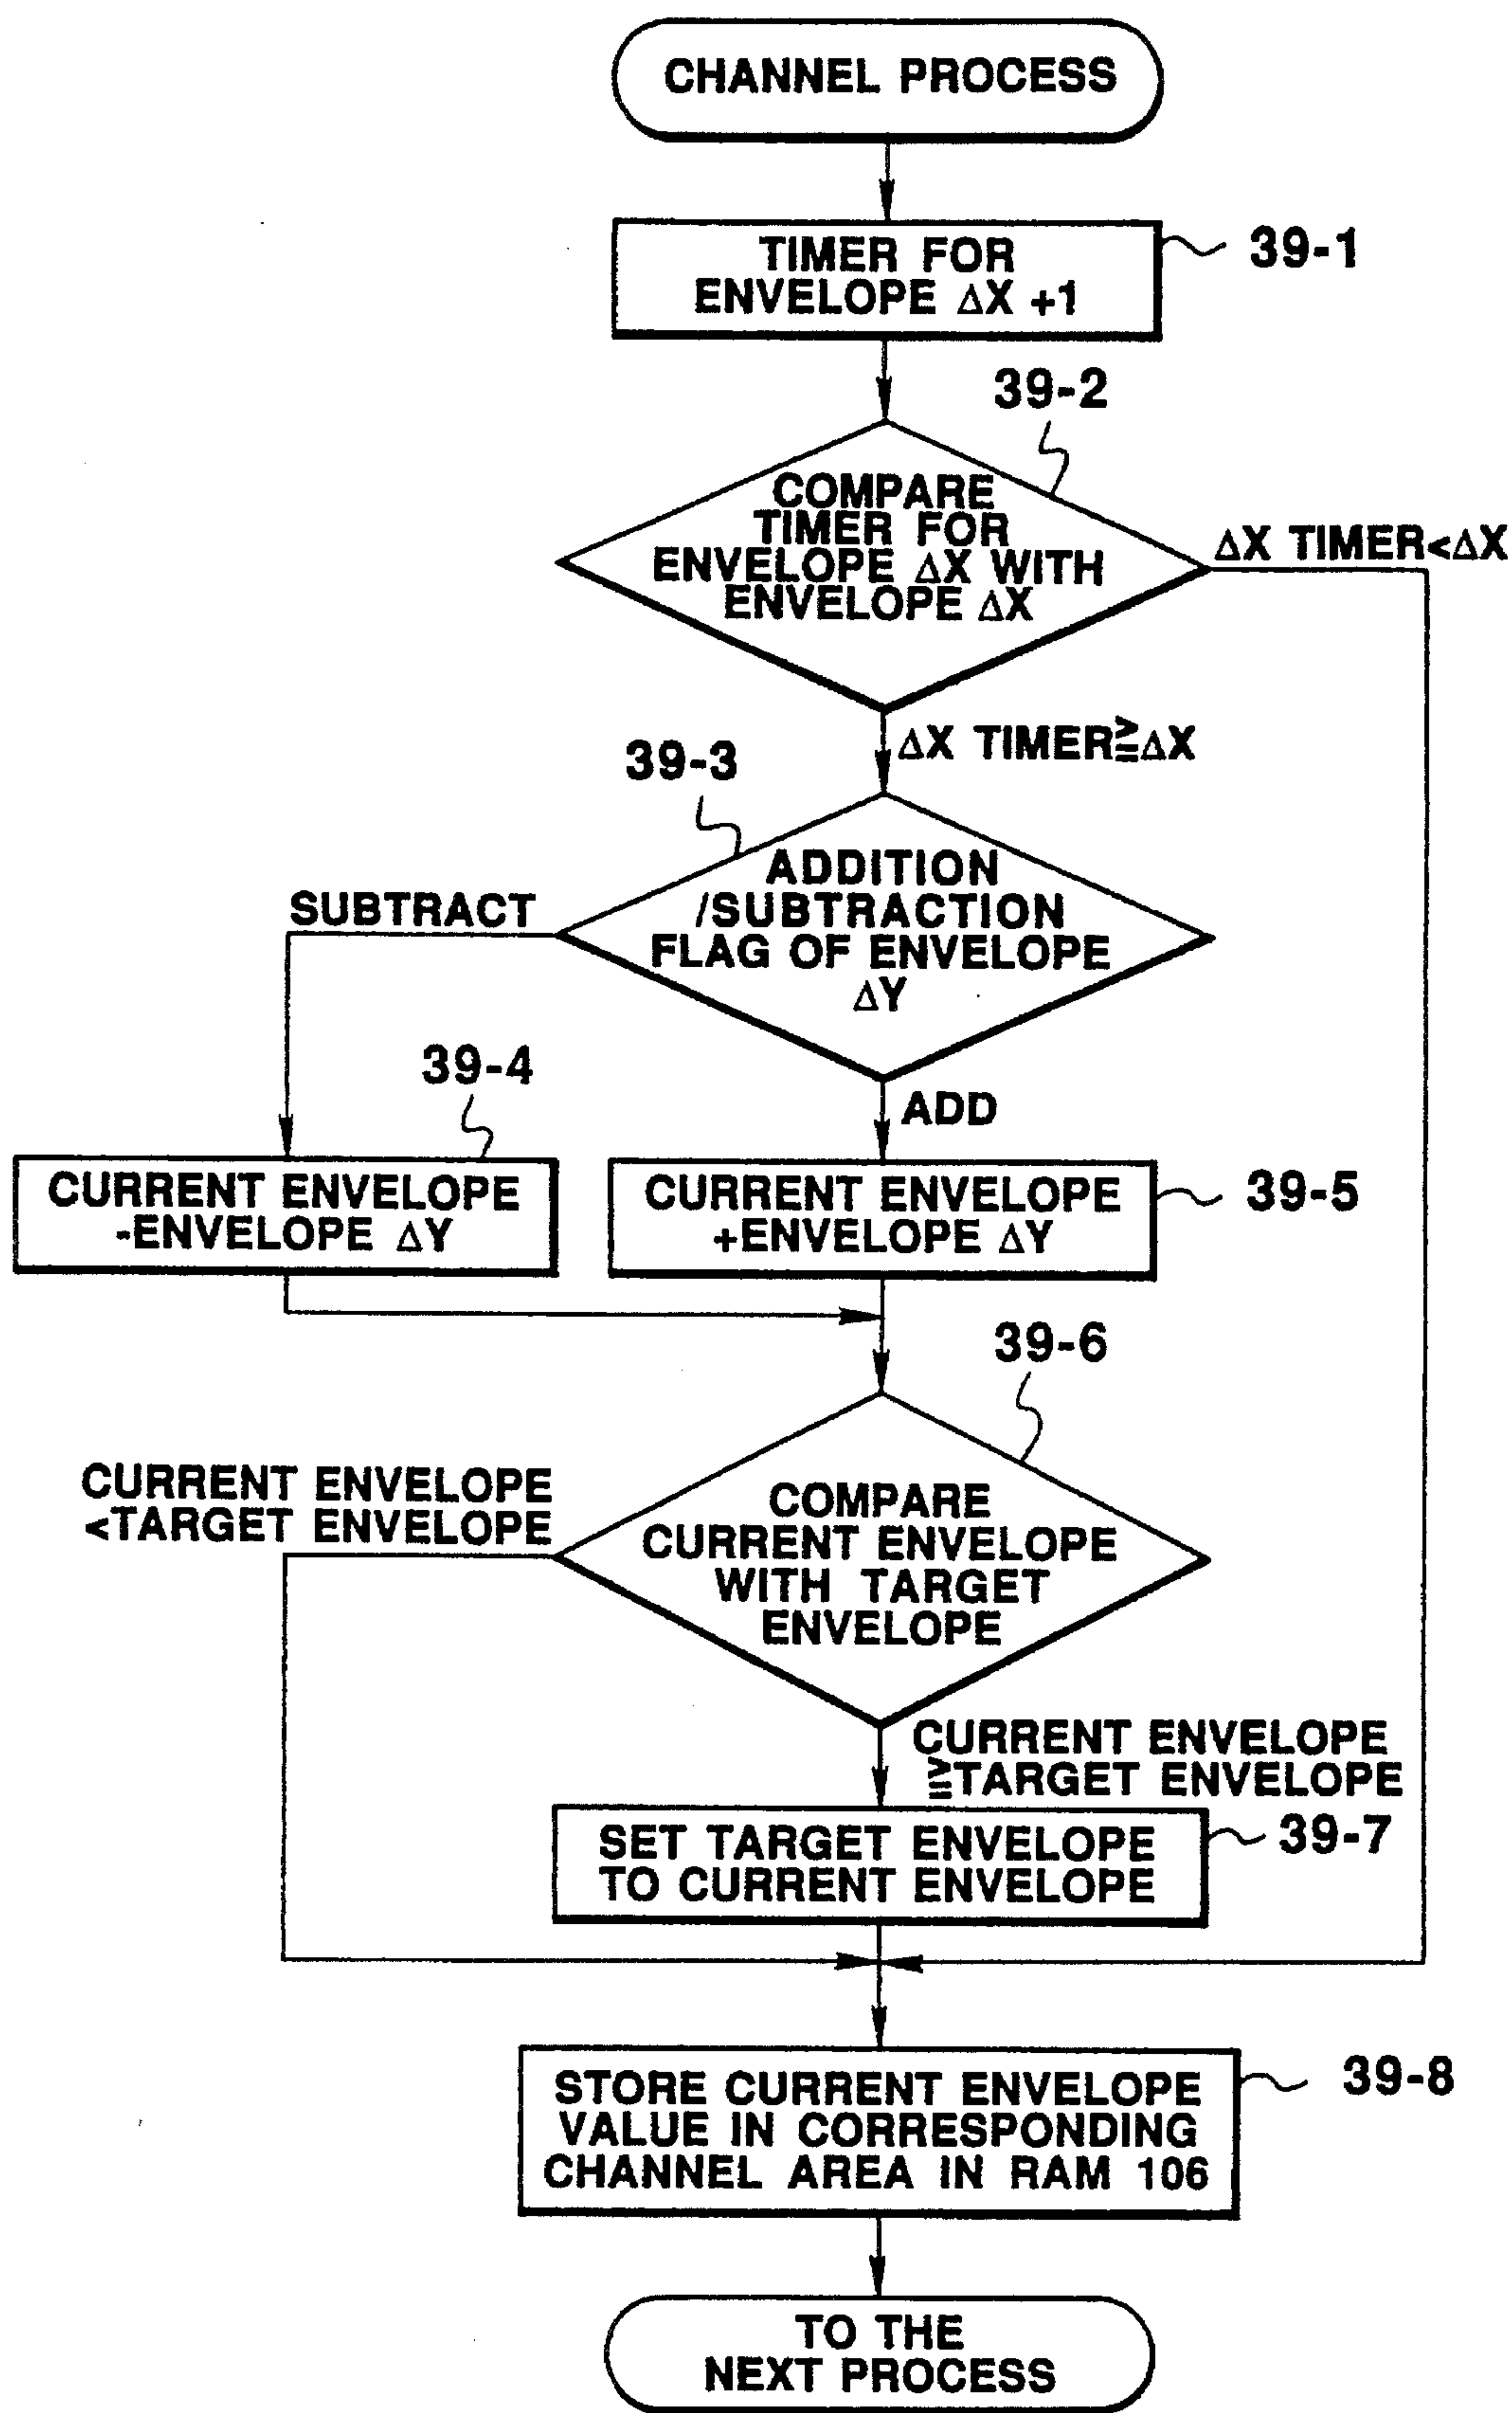 CHANNEL PROCESS
TIMER FOR
ENVELOPE ΔX +1
39-1
39-2
COMPARE
TIMER FOR
ENVELOPE ΔX WITH
ENVELOPE ΔX
ΔX TIMER<ΔX
ΔX TIMER≧ΔX
39-3
ADDITION
/SUBTRACTION
FLAG OF ENVELOPE
ΔY
SUBTRACT
39-4
ADD
CURRENT ENVELOPE
-ENVELOPE ΔY
CURRENT ENVELOPE
+ENVELOPE ΔY
39-5
39-6
CURRENT ENVELOPE
<TARGET ENVELOPE
COMPARE
CURRENT ENVELOPE
WITH TARGET
ENVELOPE
CURRENT ENVELOPE
≧TARGET ENVELOPE
SET TARGET ENVELOPE
TO CURRENT ENVELOPE
39-7
STORE CURRENT ENVELOPE
VALUE IN CORRESPONDING
CHANNEL AREA IN RAM 106
39-8
TO THE
NEXT PROCESS